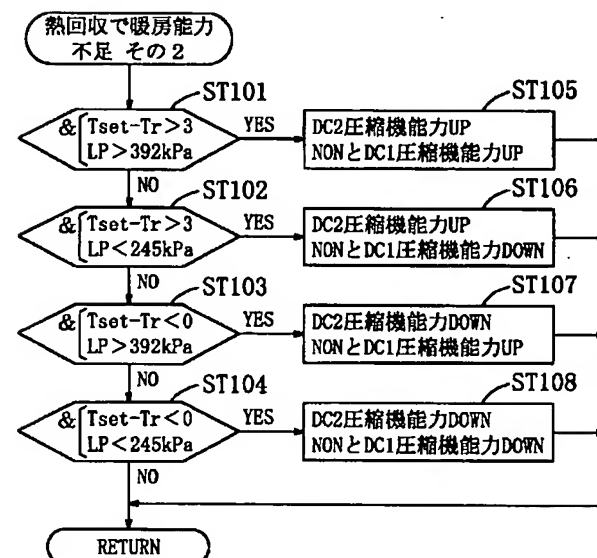 熱回収で暖房能力
不足 その2
ST101
& Tset-Tr>3
LP>392kPa
YES
ST105
DC2圧縮機能力UP
NONとDC1圧縮機能力UP
NO
ST102
& Tset-Tr>3
LP<245kPa
YES
ST106
DC2圧縮機能力UP
NONとDC1圧縮機能力DOWN
NO
ST103
& Tset-Tr<0
LP>392kPa
YES
ST107
DC2圧縮機能力DOWN
NONとDC1圧縮機能力UP
NO
ST104
& Tset-Tr<0
LP<245kPa
YES
ST108
DC2圧縮機能力DOWN
NONとDC1圧縮機能力DOWN
NO
RETURN